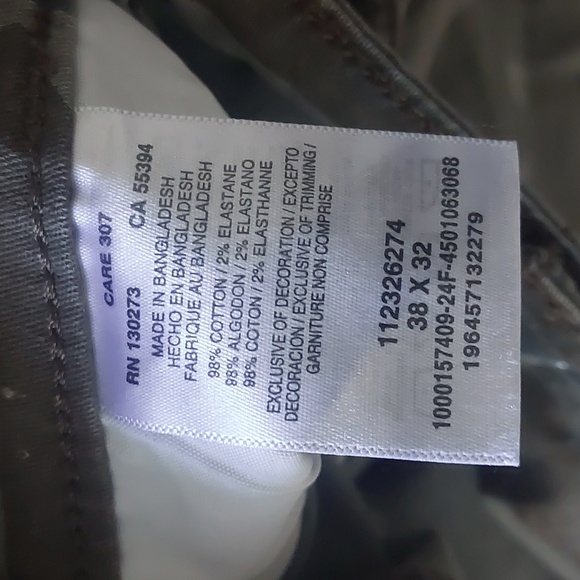 CARE 307
RN 130273 CA 55394
MADE IN BANGLADESH
HECHO EN BANGLADESH
FABRIQUE AU BANGLADESH
98% COTTON / 2% ELASTANE
98% ALGODON / 2% ELASTANO
98% COTON / 2% ELASTHANNE
EXCLUSIVE OF DECORATION / EXCEPTO
DECORACION / EXCLUSIVE OF TRIMMING /
GARNITURE NON COMPRISE
112326274
38 X 32
1000157409-24F-4501063068
196457132279